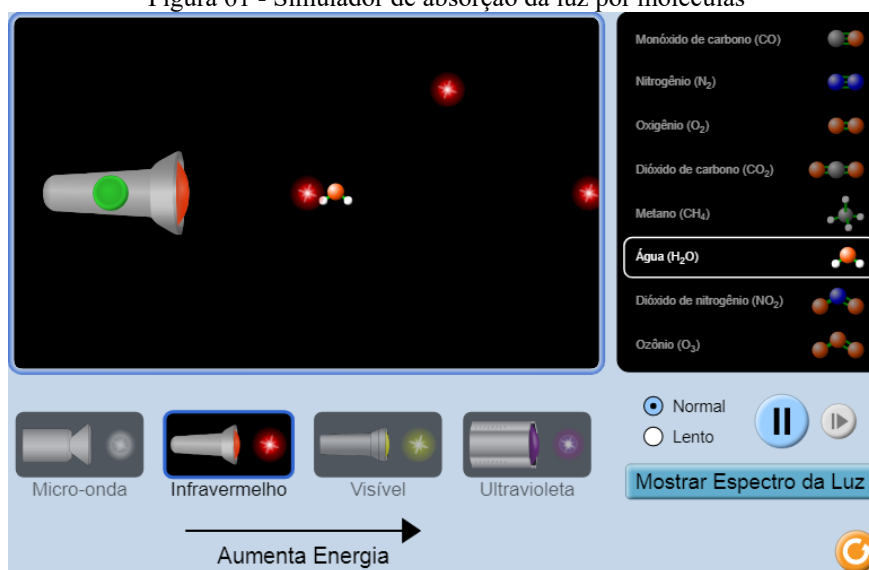 Figura 61 - Simulador de absorção da luz por moléculas
Monóxido de carbono (CO)
Nitrogênio (N₂)
Oxigênio (O₂)
Dióxido de carbono (CO₂)
Metano (CH₄)
Água (H₂O)
Dióxido de nitrogênio (NO₂)
Ozônio (O₃)
Normal
Lento
Micro-onda
Infravermelho
Visível
Ultravioleta
Mostrar Espectro da Luz
Aumenta Energia